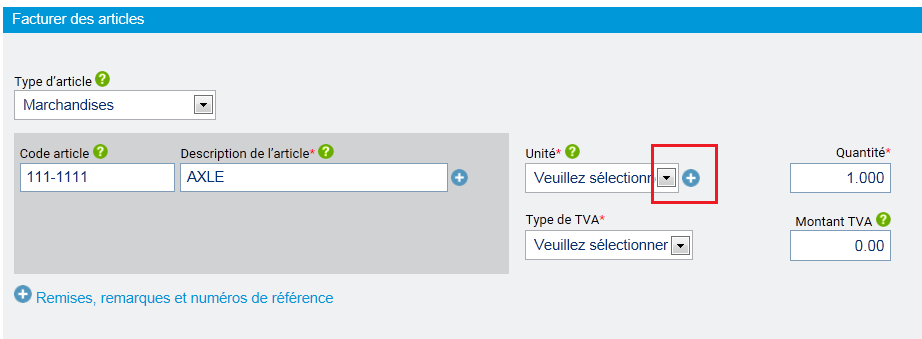 Facturer des articles
Type d'article
Marchandises
Code article
Description de l'article*
Unité*
Quantité*
111-1111
AXLE
Veuillez sélectionn
1.000
Type de TVA*
Montant TVA
Veuillez sélectionner
0.00
Remises, remarques et numéros de référence